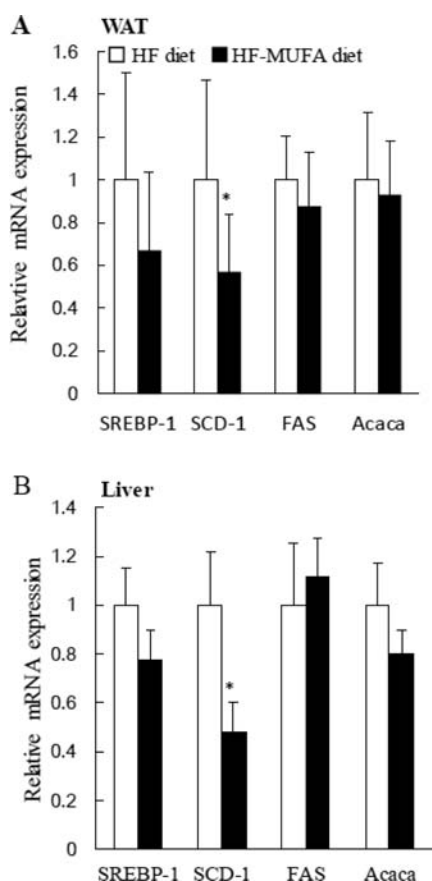 A WAT
HF diet HF-MUFA diet
Relavtive mRNA expression
1.6
1.4
1.2
1
0.8
0.6
0.4
0.2
0
*
SREBP-1 SCD-1 FAS Acaca
B Liver
Relative mRNA expression
1.4
1.2
1
0.8
0.6
0.4
0.2
0
*
SREBP-1 SCD-1 FAS Acaca